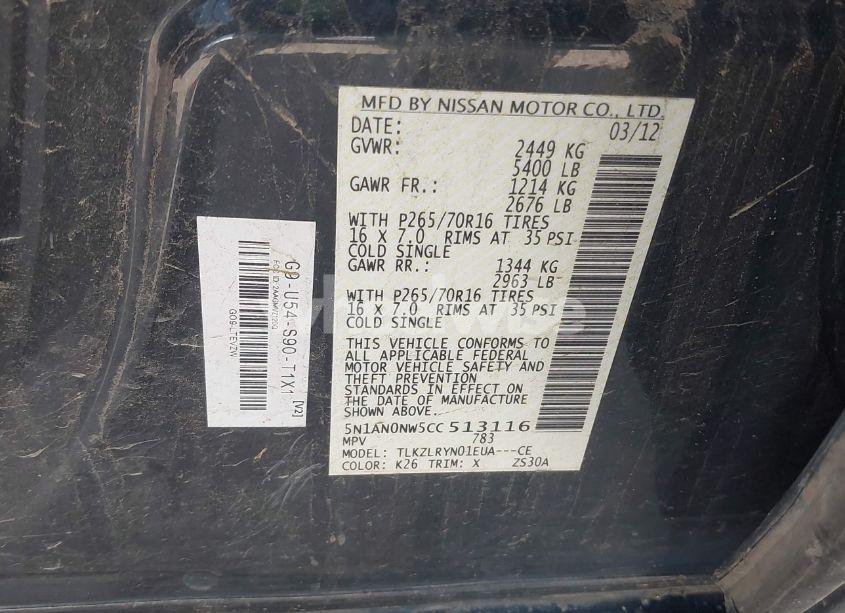 MFD BY NISSAN MOTOR CO., LTD.
DATE: 03/12
GVWR: 2449 KG
5400 LB
GAWR FR.: 1214 KG
2676 LB
WITH P265/70R16 TIRES
16 X 7.0 RIMS AT 35 PSI
COLD SINGLE
GAWR RR.: 1344 KG
2963 LB
WITH P265/70R16 TIRES
16 X 7.0 RIMS AT 35 PSI
COLD SINGLE
THIS VEHICLE CONFORMS TO
ALL APPLICABLE FEDERAL
MOTOR VEHICLE SAFETY AND
THEFT PREVENTION
STANDARDS IN EFFECT ON
THE DATE OF MANUFACTURE
SHOWN ABOVE.
5N1AN0NW5CC513116
MPV 783
MODEL: TLKZLRYN01EUA---CE
COLOR: K26 TRIM: X ZS30A
G9-U54-S90-T1X1
[V2]
G09LTEVZW